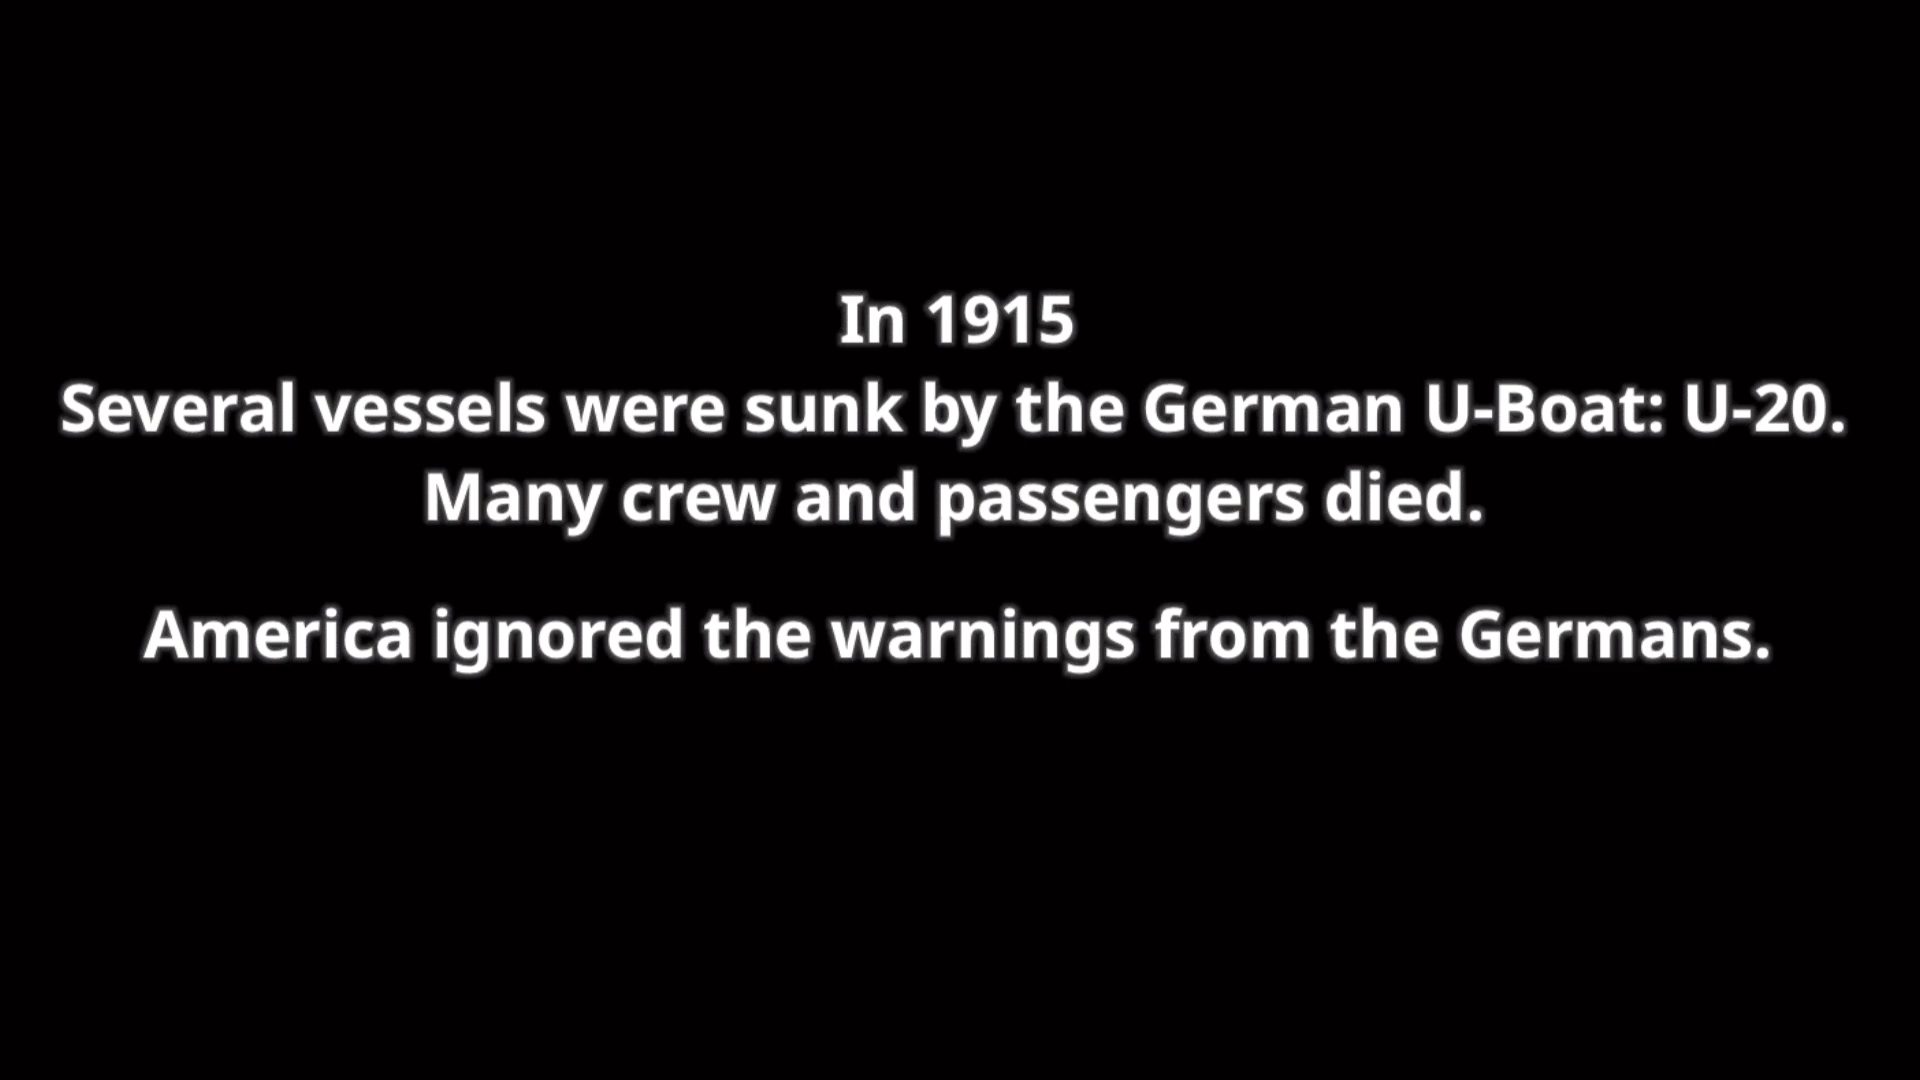 In 1915
Several vessels were sunk by the German U-Boat: U-20.
Many crew and passengers died.
America ignored the warnings from the Germans.